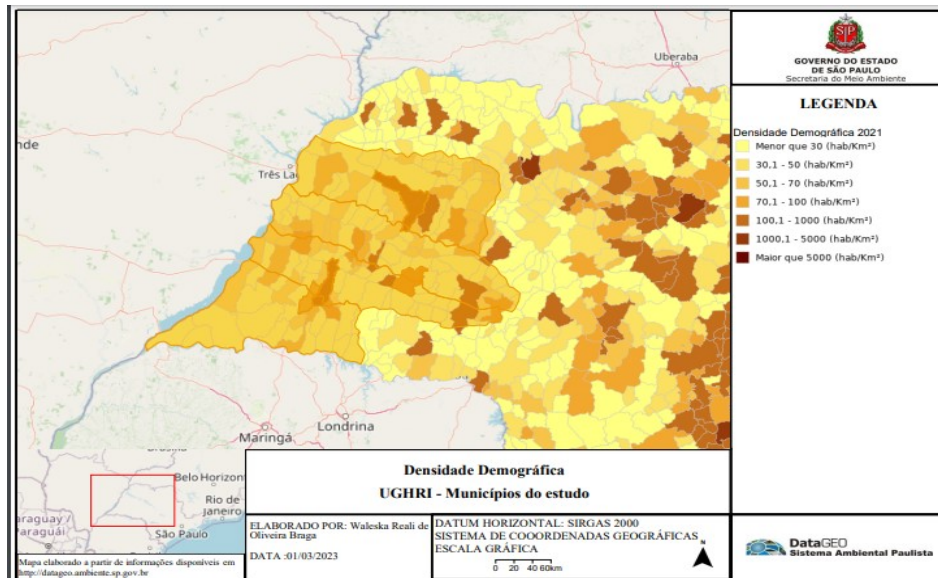 Uberaba
nde
Três La
Maringá
Londrina
GOVERNO DO ESTADO
DE SÃO PAULO
Secretaria do Meio Ambiente
LEGENDA
Densidade Demográfica 2021
Menor que 30 (hab/Km²)
30,1 - 50 (hab/Km²)
50,1 - 70 (hab/Km²)
70,1 - 100 (hab/Km²)
100,1 - 1000 (hab/Km²)
1000,1 - 5000 (hab/Km²)
Maior que 5000 (hab/Km²)
Belo Horizon
Rio de
Janeiro
São Paulo
araguay /
Paraguái
Mapa elaborado a partir de informações disponíveis em
http://datageo.ambiente.sp.gov.br
Densidade Demográfica
UGHRI - Municípios do estudo
ELABORADO POR: Waleska Reali de
Oliveira Braga
DATA :01/03/2023
DATUM HORIZONTAL: SIRGAS 2000
SISTEMA DE COOORDENADAS GEOGRÁFICAS
ESCALA GRÁFICA
0 20 40 60km
N
DataGEO
Sistema Ambiental Paulista